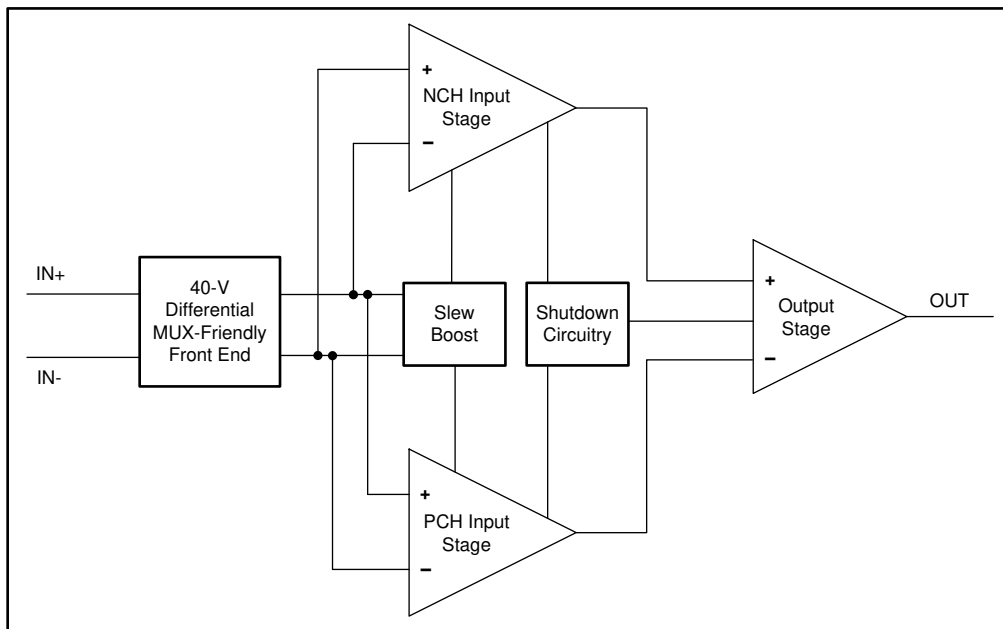 +
NCH Input
Stage
−
IN+
40-V
Differential
MUX-Friendly
Front End
IN-
Slew
Boost
Shutdown
Circuitry
+
Output
Stage
−
OUT
+
PCH Input
Stage
−